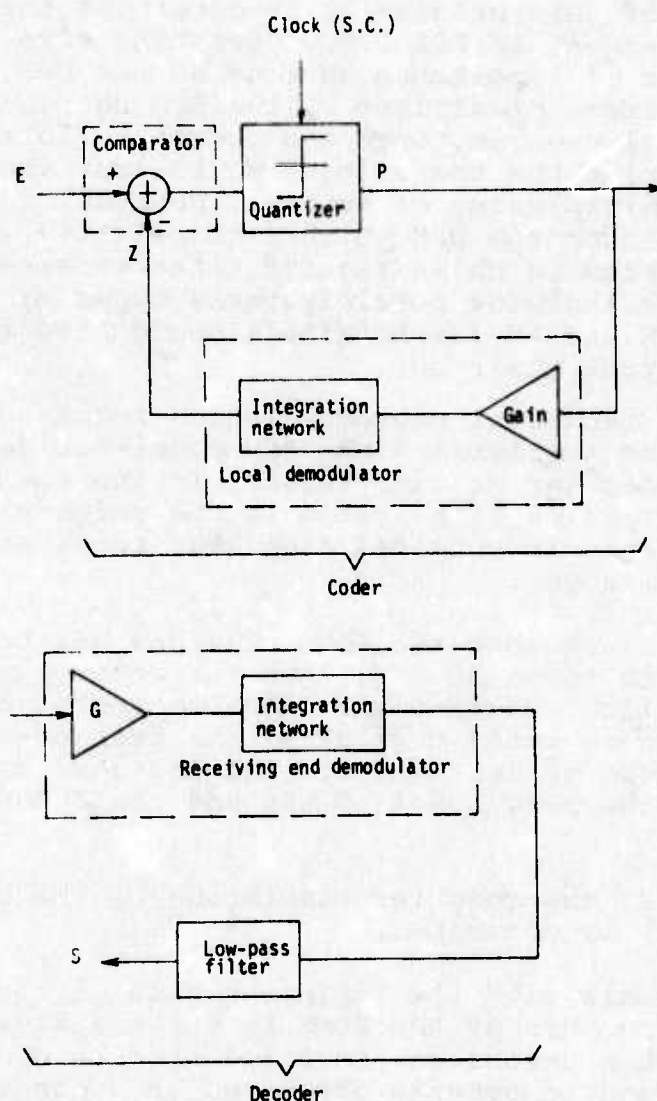 Clock (S.C.)
Comparator
E
+
+
-
Z
Quantizer
P
Integration
network
Gain
Local demodulator
Coder
G
Integration
network
Receiving end demodulator
S
Low-pass
filter
Decoder